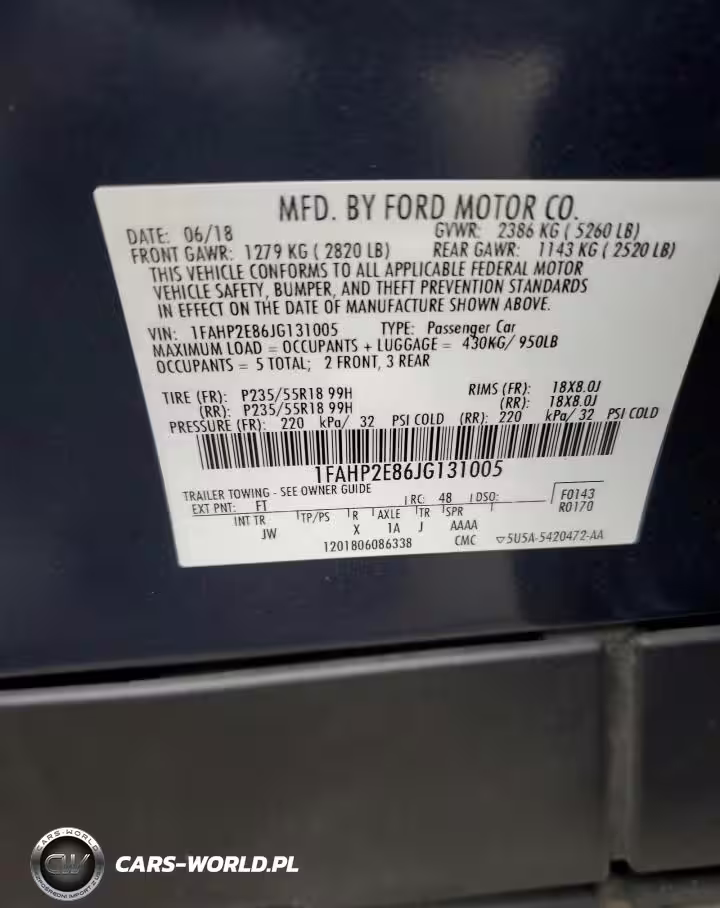 MFD. BY FORD MOTOR CO.
DATE: 06/18 GVWR: 2386 KG ( 5260 LB)
FRONT GAWR: 1279 KG ( 2820 LB) REAR GAWR: 1143 KG ( 2520 LB)
THIS VEHICLE CONFORMS TO ALL APPLICABLE FEDERAL MOTOR
VEHICLE SAFETY, BUMPER, AND THEFT PREVENTION STANDARDS
IN EFFECT ON THE DATE OF MANUFACTURE SHOWN ABOVE.
VIN: 1FAHP2E86JG131005 TYPE: Passenger Car
MAXIMUM LOAD = OCCUPANTS + LUGGAGE = 430KG/ 950LB
OCCUPANTS = 5 TOTAL; 2 FRONT, 3 REAR
TIRE (FR): P235/55R18 99H RIMS (FR): 18X8.0J
(RR): P235/55R18 99H (RR): 18X8.0J
PRESSURE (FR): 220 kPa/ 32 PSI COLD (RR): 220 kPa/ 32 PSI COLD
1FAHP2E86JG131005
TRAILER TOWING - SEE OWNER GUIDE
EXT PNT: FT RC: 48 DSO: F0143
R0170
INT TR TP/PS R AXLE TR SPR
JW X 1A J AAAA
1201806086338 CMC ▽5U5A-5420472-AA
CARS-WORLD
CW
CARS-WORLD.PL